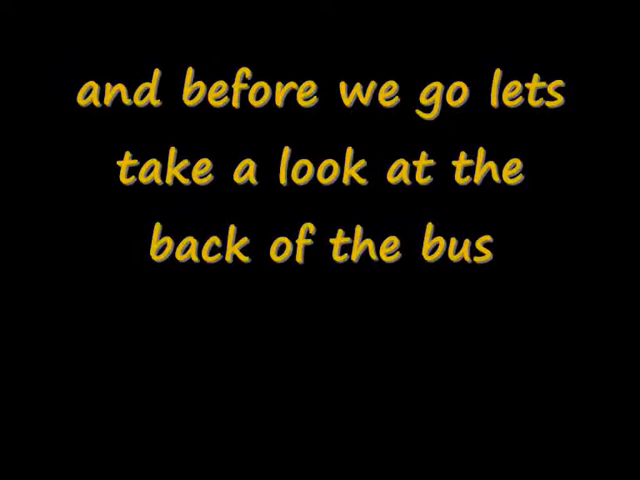 and before we go lets
take a look at the
back of the bus